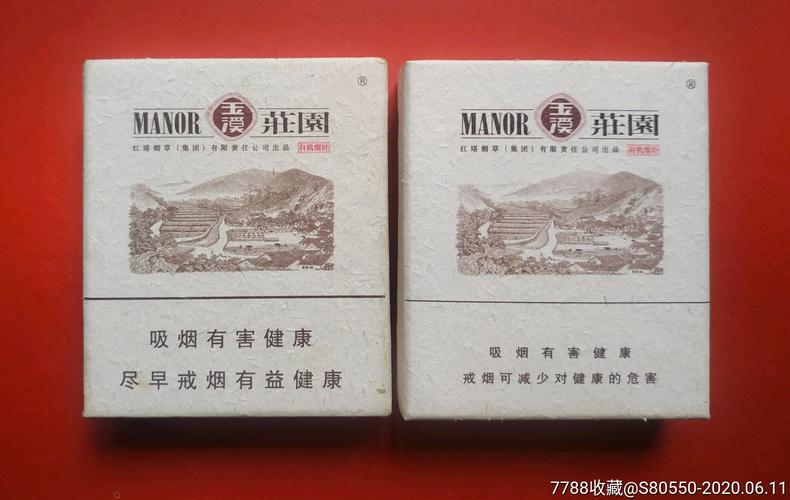 ®
MANOR 玉溪 莊園
红塔烟草(集团)有限责任公司出品 有机烟叶
吸烟有害健康
尽早戒烟有益健康
®
MANOR 玉溪 莊園
红塔烟草(集团)有限责任公司出品 有机烟叶
吸烟有害健康
戒烟可减少对健康的危害
7788收藏@S80550-2020.06.11